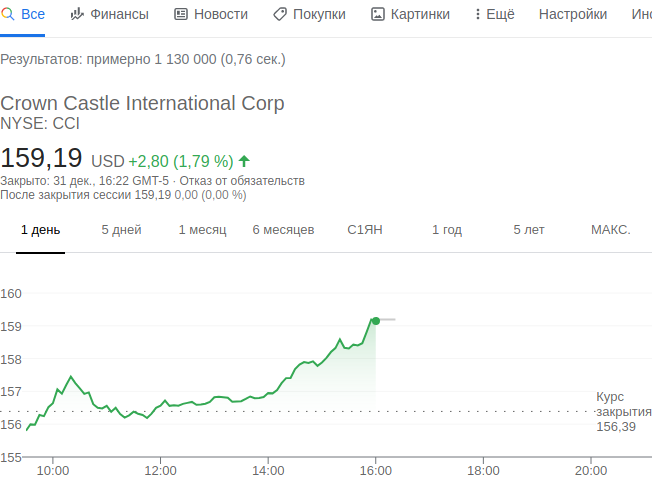 Все Финансы Новости Покупки Картинки Ещё Настройки Инс
Результатов: примерно 1 130 000 (0,76 сек.)
Crown Castle International Corp
NYSE: CCI
159,19 USD +2,80 (1,79 %)
Закрыто: 31 дек., 16:22 GMT-5 · Отказ от обязательств
После закрытия сессии 159,19 0,00 (0,00 %)
1 день 5 дней 1 месяц 6 месяцев С1ЯН 1 год 5 лет МАКС.
160
159
158
157
Курс
закрытия
156,39
156
155
10:00 12:00 14:00 16:00 18:00 20:00